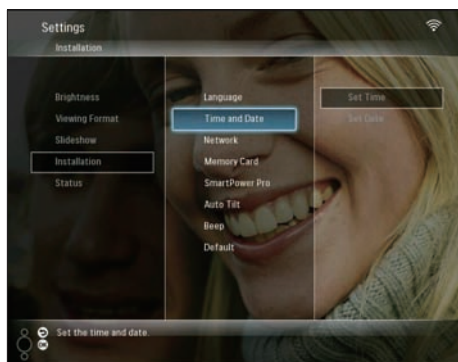 Settings
Installation
Brightness
Viewing Format
Slideshow
Installation
Status
Language
Time and Date
Network
Memory Card
SmartPower Pro
Auto Tilt
Beep
Default
Set Time
Set Date
Set the time and date.
OK